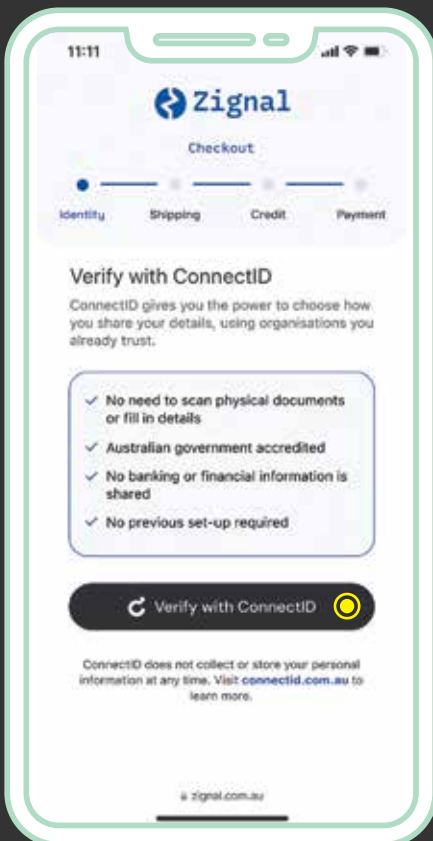 11:11
Zignal
Checkout
Identity Shipping Credit Payment
Verify with ConnectID
ConnectID gives you the power to choose how
you share your details, using organisations you
already trust.
No need to scan physical documents
or fill in details
Australian government accredited
No banking or financial information is
shared
No previous set-up required
Verify with ConnectID
ConnectID does not collect or store your personal
information at any time. Visit connectid.com.au to
learn more.
zignal.com.au